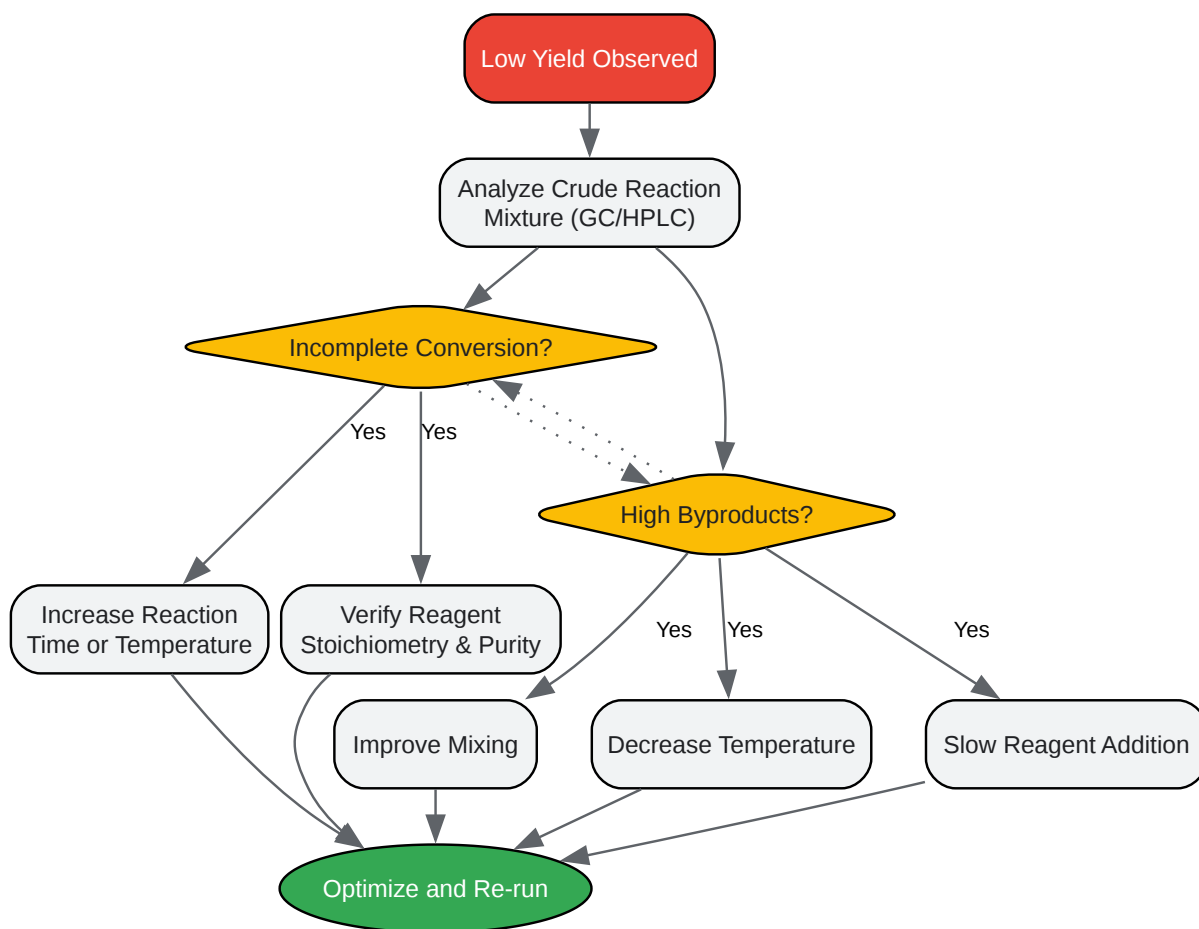 Low Yield Observed
Analyze Crude Reaction
Mixture (GC/HPLC)
Incomplete Conversion?
Yes
Yes
High Byproducts?
Increase Reaction
Time or Temperature
Verify Reagent
Stoichiometry & Purity
Yes
Yes
Yes
Improve Mixing
Decrease Temperature
Slow Reagent Addition
Optimize and Re-run